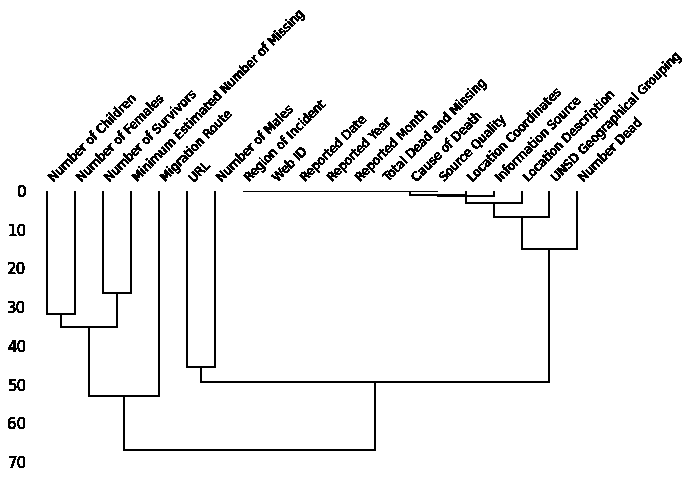 Number of Children
Number of Females
Number of Survivors
Minimum Estimated Number of Missing
Migration Route
URL
Number of Males
Region of Incident
Web ID
Reported Date
Reported Year
Reported Month
Total Dead and Missing
Cause of Death
Source Quality
Location Coordinates
Information Source
Location Description
UNSD Geographical Grouping
Number Dead
0
10
20
30
40
50
60
70